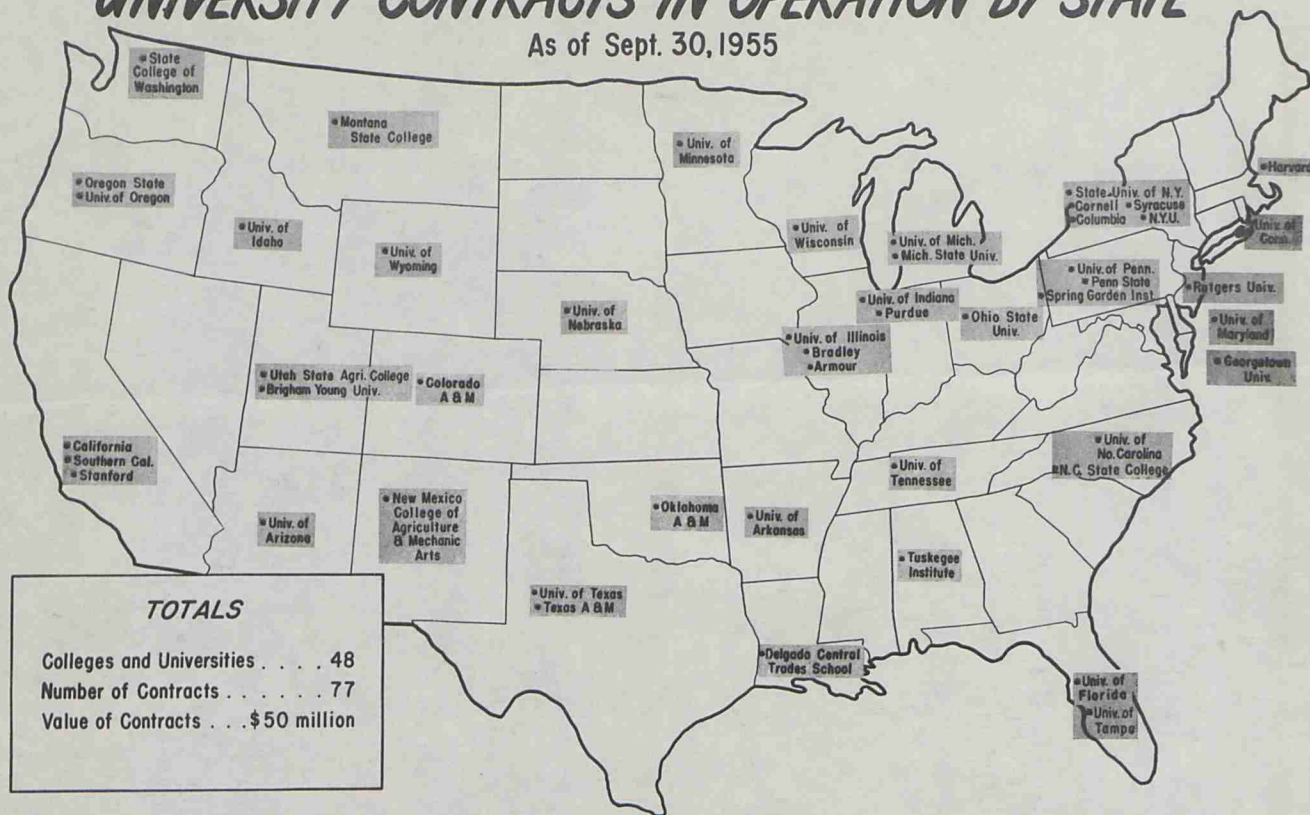 UNIVERSITY CONTRACTS IN OPERATION BY STATE
As of Sept. 30, 1955
State
College of
Washington
Montana
State College
Oregon State
Univ. of Oregon
Univ. of
Idaho
Univ. of
Wyoming
Univ. of
Minnesota
Univ. of
Wisconsin
Univ. of Mich.
Mich. State Univ.
State Univ. of N.Y.
Cornell Syracuse
Columbia N.Y.U.
Harvard
Univ. of
Conn.
Univ. of Penn.
Penn State
Spring Garden Inst.
Rutgers Univ.
Univ. of
Maryland
Georgetown
Univ.
Univ. of
Nebraska
Univ. of Indiana
Purdue
Ohio State
Univ.
Univ. of Illinois
Bradley
Armour
Utah State Agri. College
Brigham Young Univ.
Colorado
A & M
California
Southern Cal.
Stanford
Univ. of
Arizona
New Mexico
College of
Agriculture
& Mechanic
Arts
Oklahoma
A & M
Univ. of
Arkansas
Univ. of
Tennessee
Univ. of
No. Carolina
N.C. State College
Tuskegee
Institute
Univ. of Texas
Texas A & M
Delgado Central
Trades School
Univ. of
Florida
Univ. of
Tampa
TOTALS
Colleges and Universities . . . . 48
Number of Contracts . . . . . . 77
Value of Contracts . . . $50 million